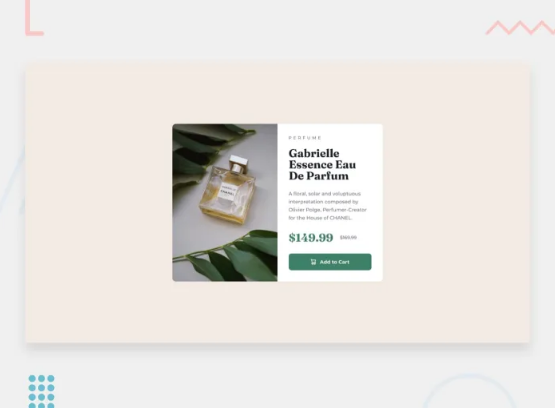 PERFUME
Gabrielle
Essence Eau
De Parfum
A floral, solar and voluptuous
interpretation composed by
Olivier Polge, Perfumer-Creator
for the House of CHANEL.
$149.99 $169.99
Add to Cart